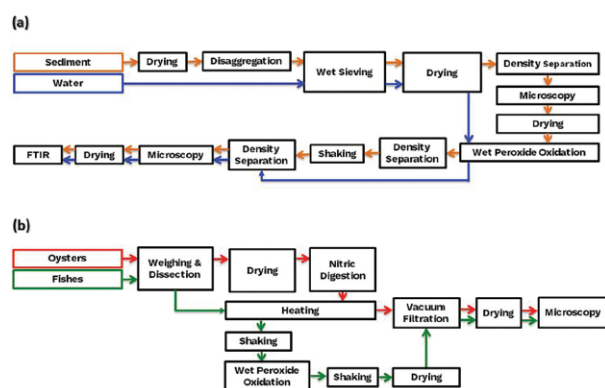 (a)
Sediment
Drying
Disaggregation
Wet Sieving
Drying
Density Separation
Water
Microscopy
Drying
FTIR
Drying
Microscopy
Density
Separation
Shaking
Density
Separation
Wet Peroxide Oxidation
(b)
Oysters
Weighing &
Dissection
Drying
Nitric
Digestion
Fishes
Heating
Vacuum
Filtration
Drying
Microscopy
Shaking
Wet Peroxide
Oxidation
Shaking
Drying